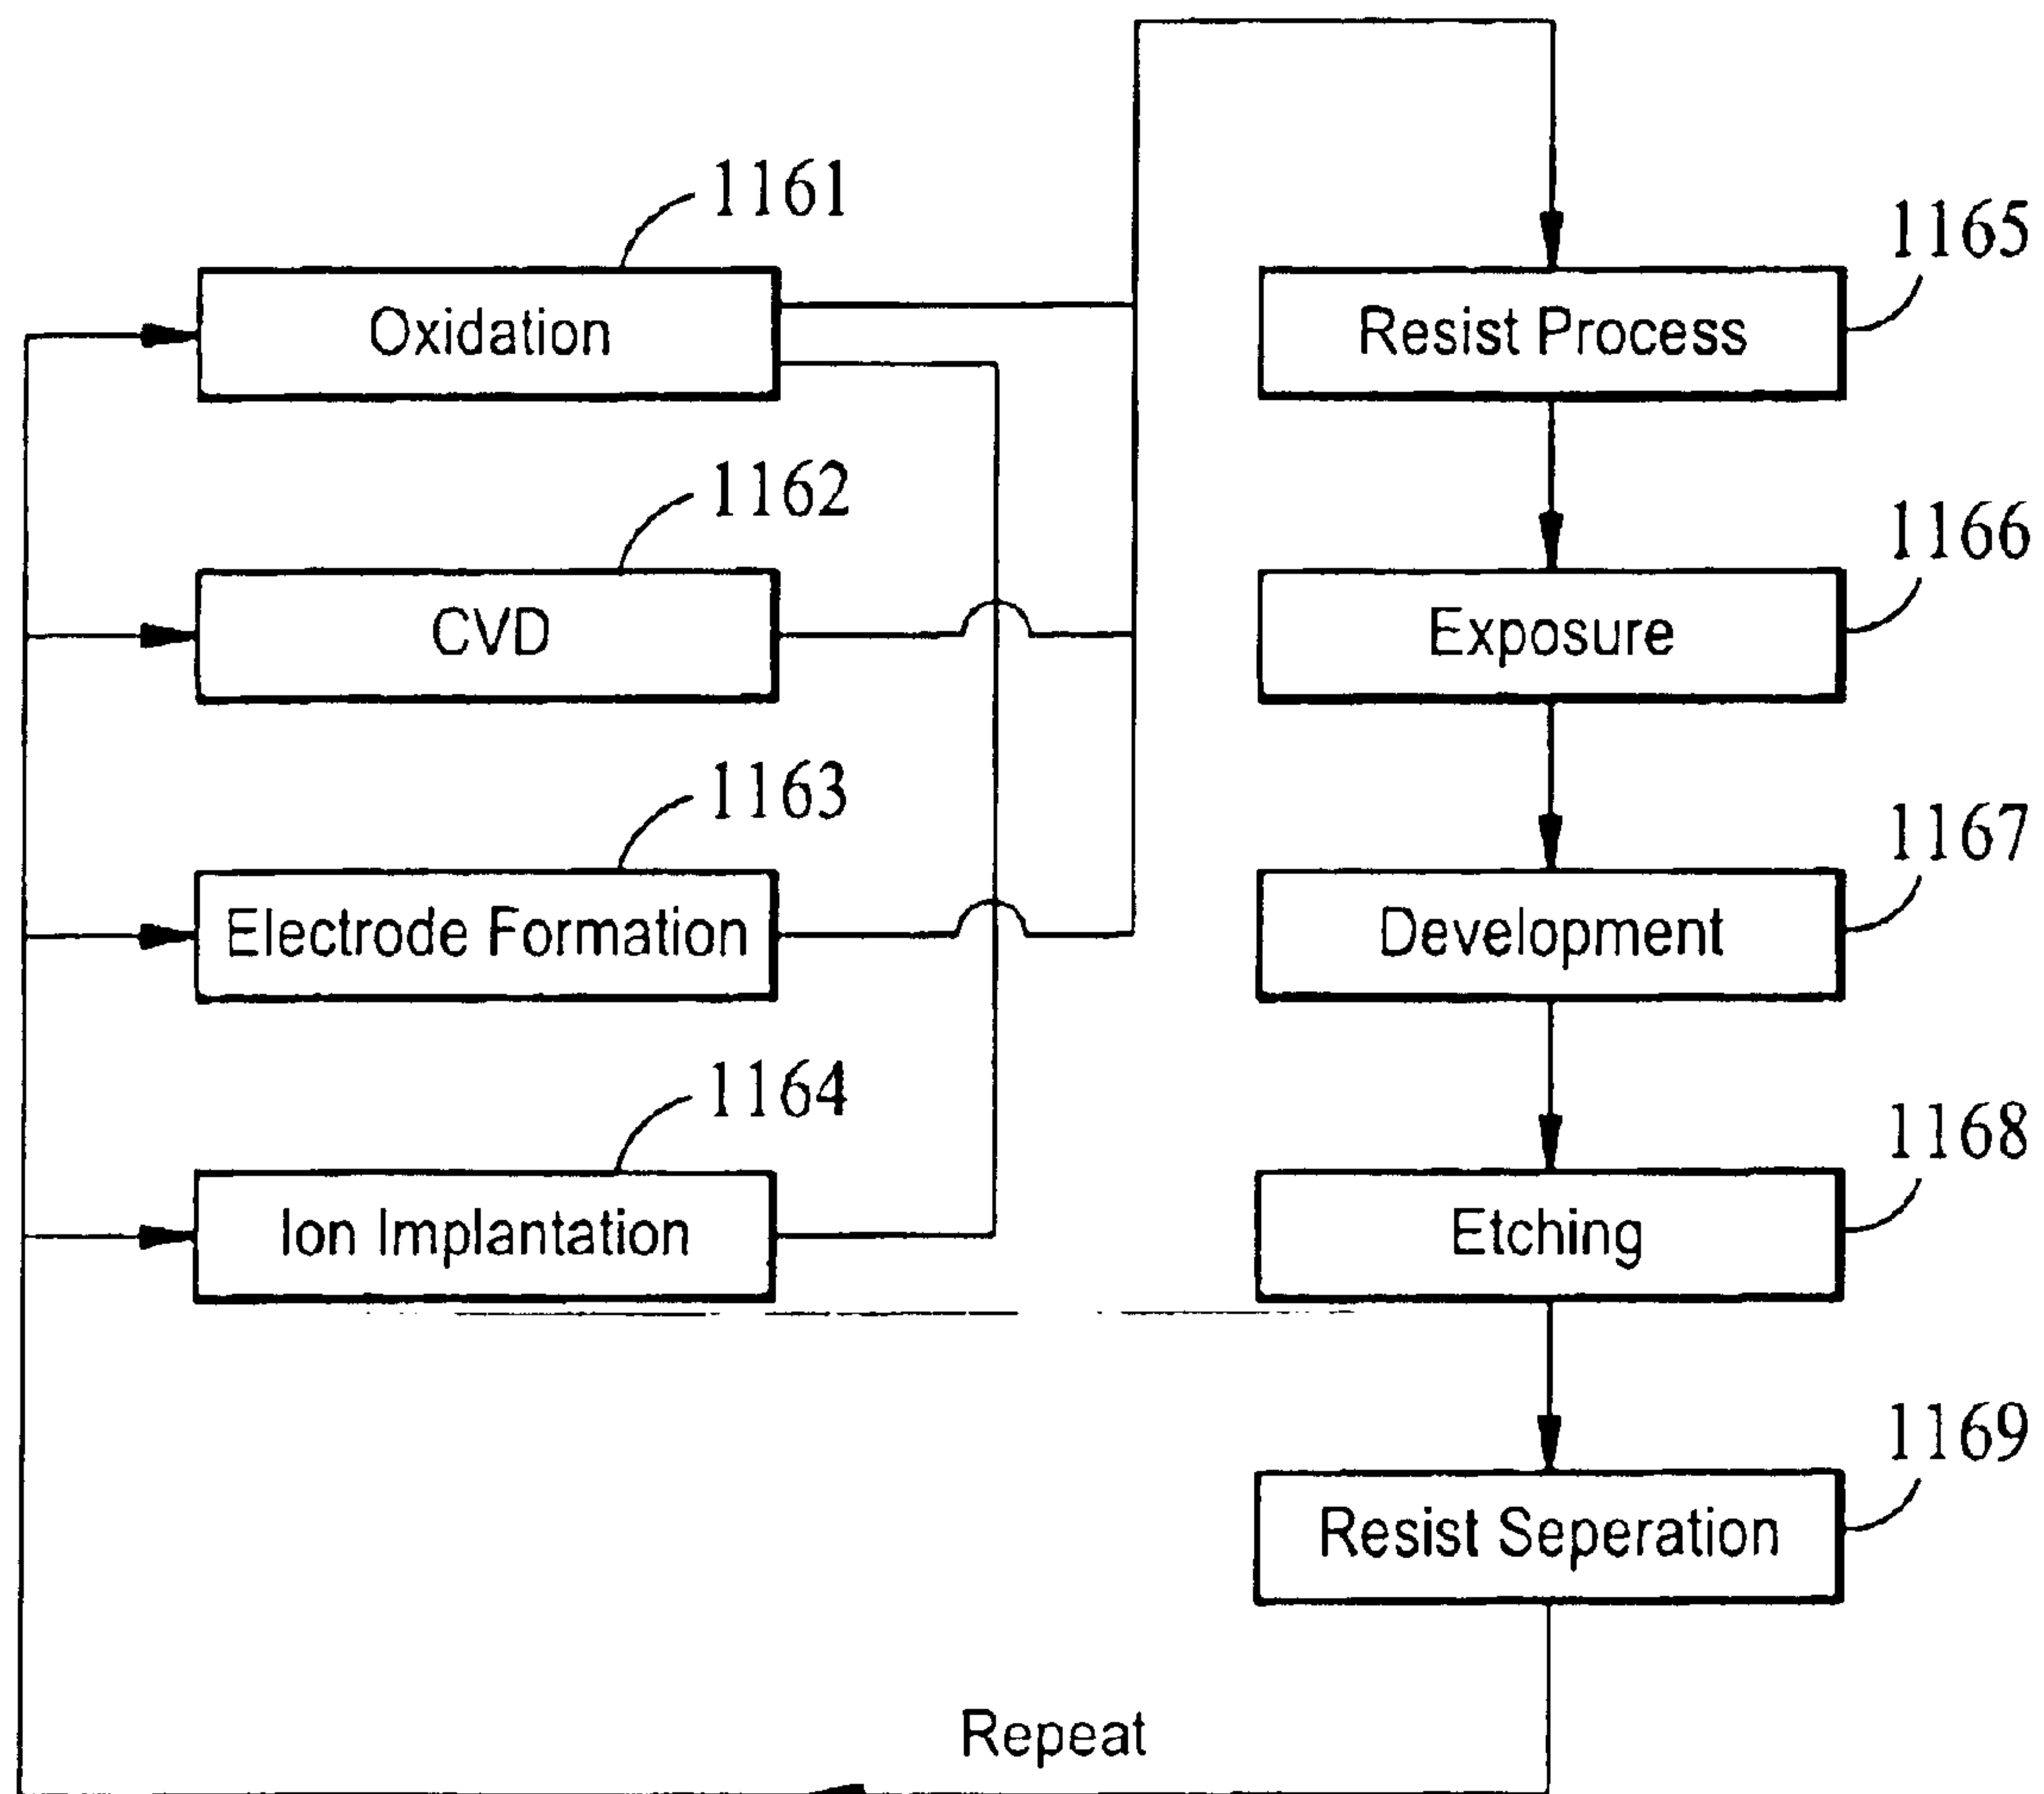 1161
Oxidation
1162
CVD
1163
Electrode Formation
1164
Ion Implantation
1165
Resist Process
1166
Exposure
1167
Development
1168
Etching
1169
Resist Seperation
Repeat